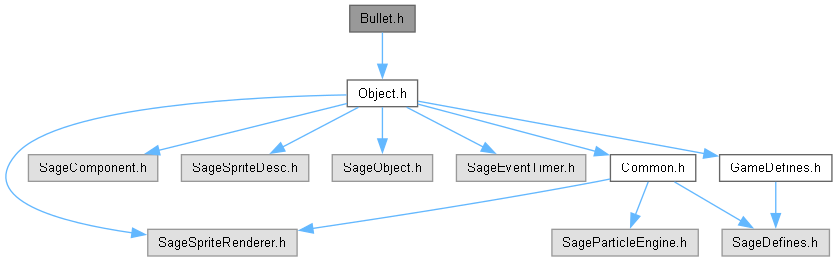 Bullet.h
Object.h
SageComponent.h
SageSpriteDesc.h
SageObject.h
SageEventTimer.h
Common.h
GameDefines.h
SageSpriteRenderer.h
SageParticleEngine.h
SageDefines.h